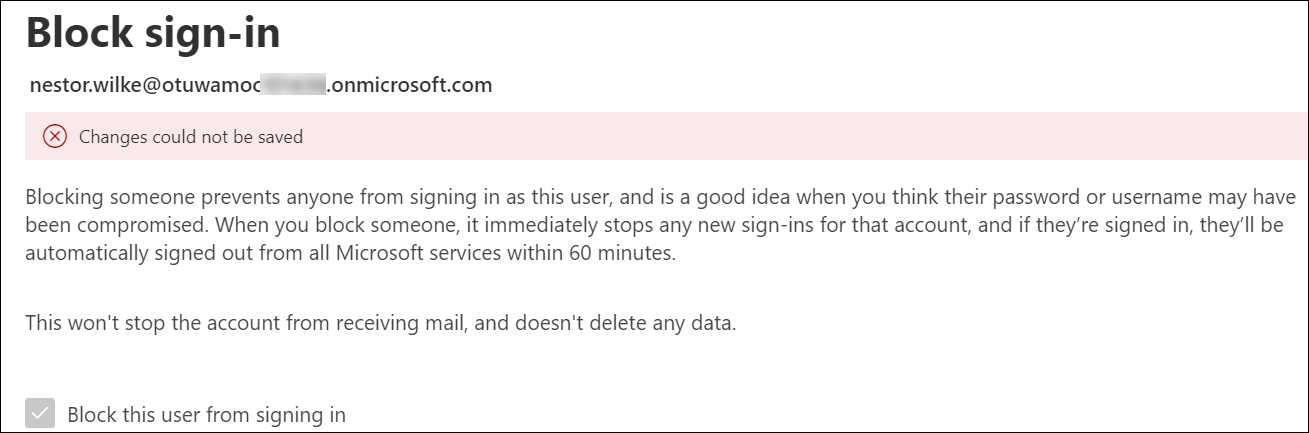 Block sign-in
nestor.wilke@otuwamoc .onmicrosoft.com
Changes could not be saved
Blocking someone prevents anyone from signing in as this user, and is a good idea when you think their password or username may have
been compromised. When you block someone, it immediately stops any new sign-ins for that account, and if they’re signed in, they’ll be
automatically signed out from all Microsoft services within 60 minutes.
This won't stop the account from receiving mail, and doesn't delete any data.
Block this user from signing in